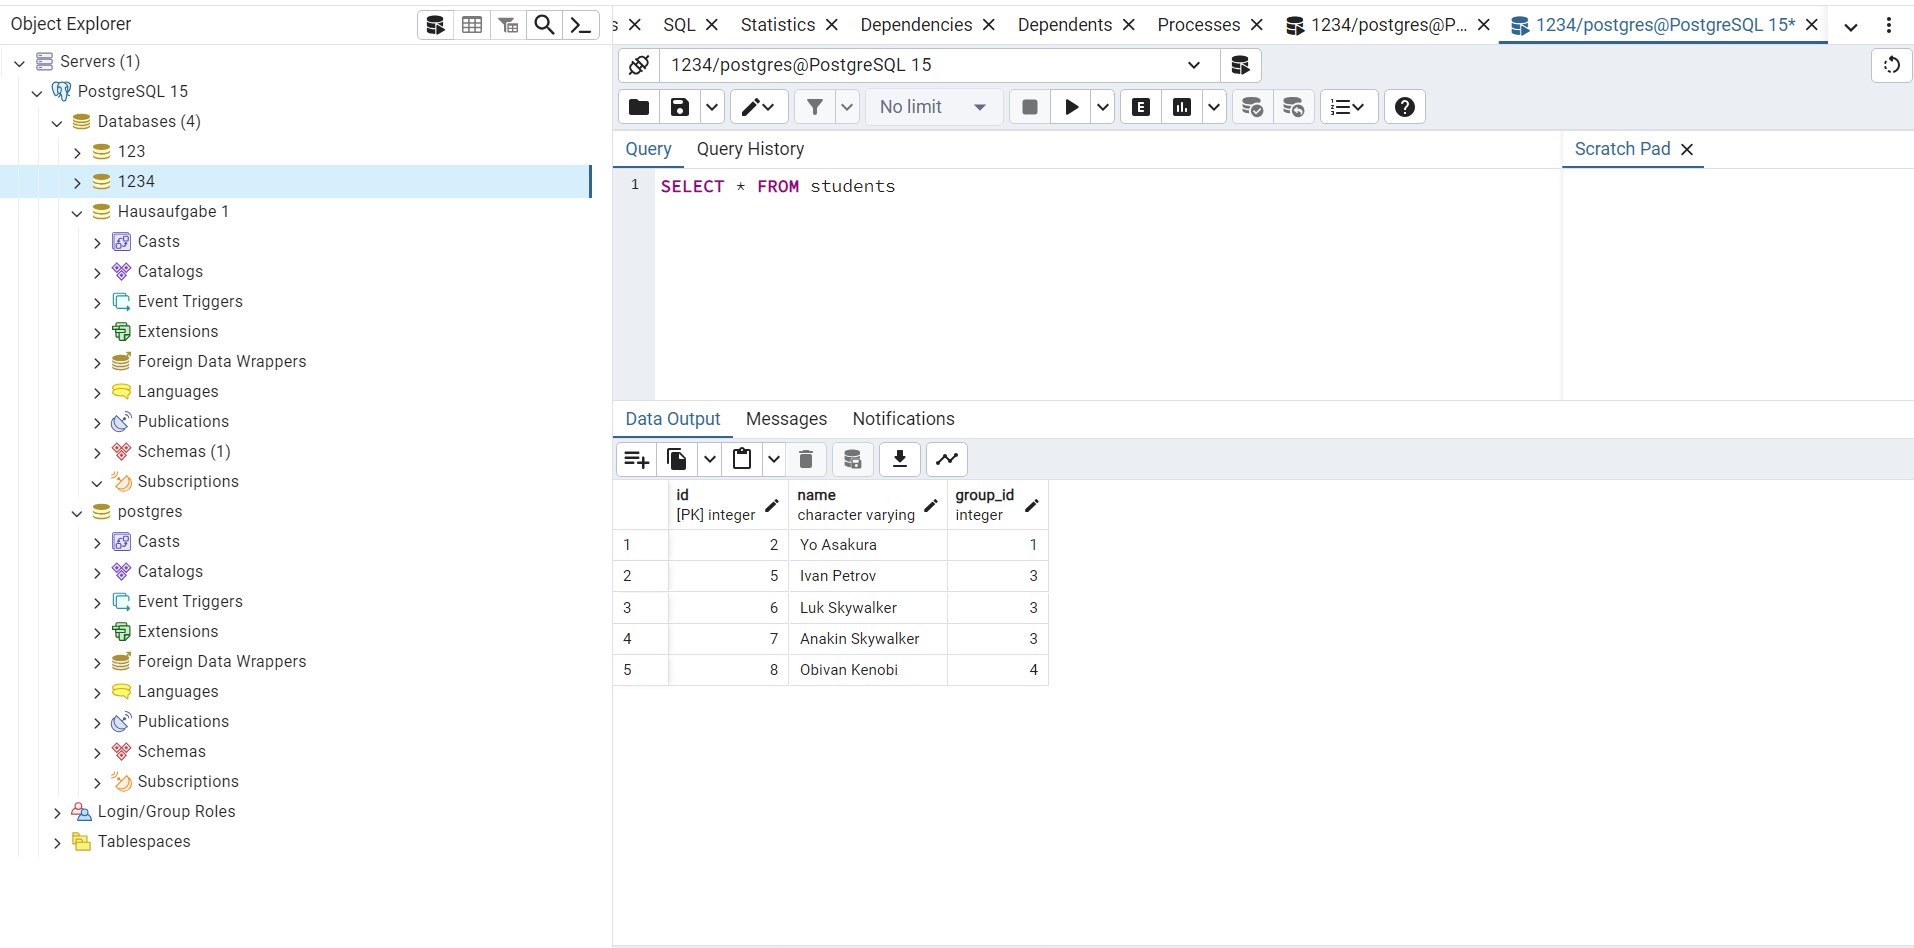 Object Explorer
Servers (1)
PostgreSQL 15
Databases (4)
123
1234
Hausaufgabe 1
Casts
Catalogs
Event Triggers
Extensions
Foreign Data Wrappers
Languages
Publications
Schemas (1)
Subscriptions
postgres
Casts
Catalogs
Event Triggers
Extensions
Foreign Data Wrappers
Languages
Publications
Schemas
Subscriptions
Login/Group Roles
Tablespaces
s SQL Statistics Dependencies Dependents Processes 1234/postgres@P... 1234/postgres@PostgreSQL 15*
1234/postgres@PostgreSQL 15
No limit E
Query Query History Scratch Pad
1 SELECT * FROM students
Data Output Messages Notifications
id name group_id
[PK] integer character varying integer
1 2 Yo Asakura 1
2 5 Ivan Petrov 3
3 6 Luk Skywalker 3
4 7 Anakin Skywalker 3
5 8 Obivan Kenobi 4